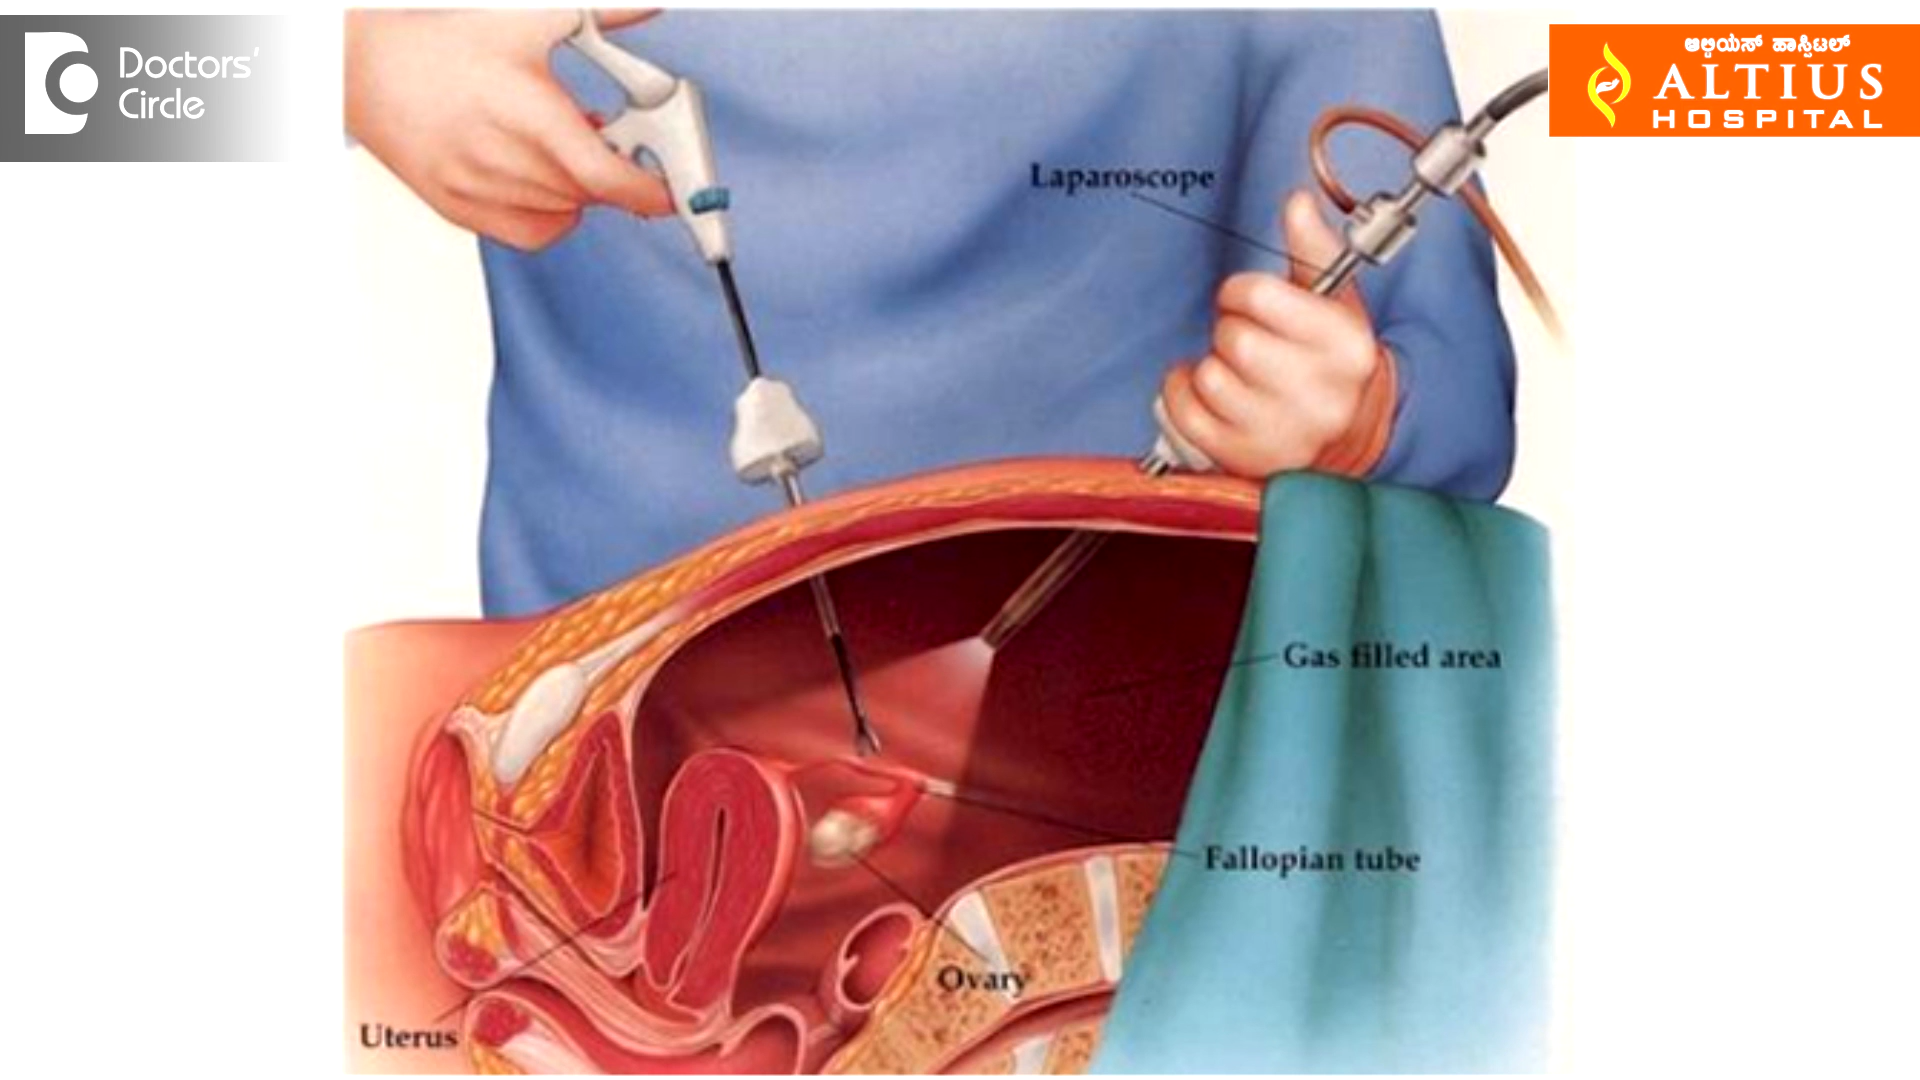 Doctors'
Circle
ಆಲ್ಟಿಯಸ್ ಹಾಸ್ಪಿಟಲ್
ALTIUS
HOSPITAL
Laparoscope
Gas filled area
Fallopian tube
Ovary
Uterus